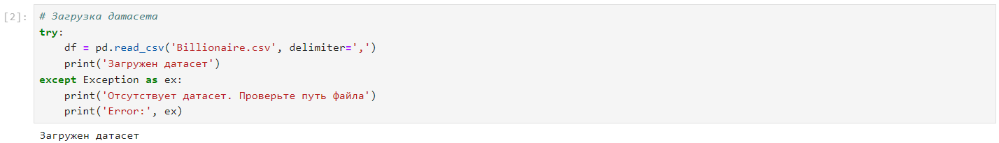 [2]:
# Загрузка датасета
try:
    df = pd.read_csv('Billionaire.csv', delimiter=',')
    print('Загружен датасет')
except Exception as ex:
    print('Отсутствует датасет. Проверьте путь файла')
    print('Error:', ex)
Загружен датасет